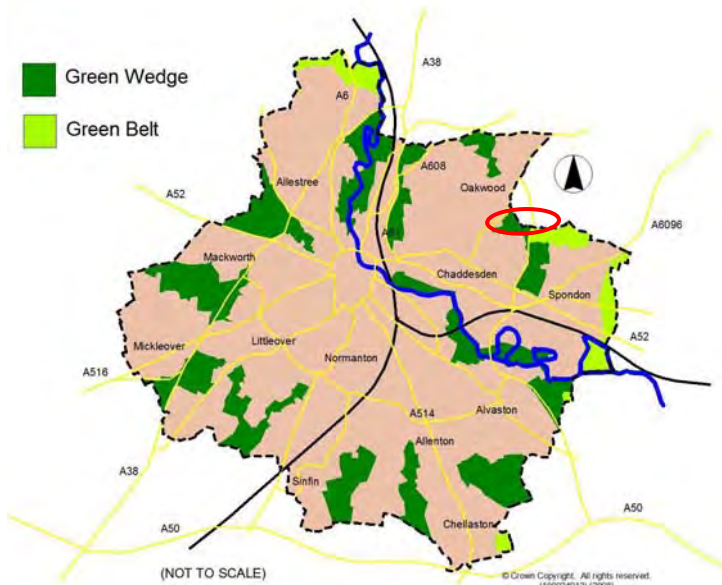 A38
Green Wedge
A6
Green Belt
A608
Oakwood
Allestree
A52
A6096
A61
Mackworth
Chaddesden
Spondon
A52
Mickleover
Littleover
Normanton
A516
A514
Alvaston
Allenton
A38
Sinfin
A50
Chellaston
A50
(NOT TO SCALE)
© Crown Copyright. All rights reserved.